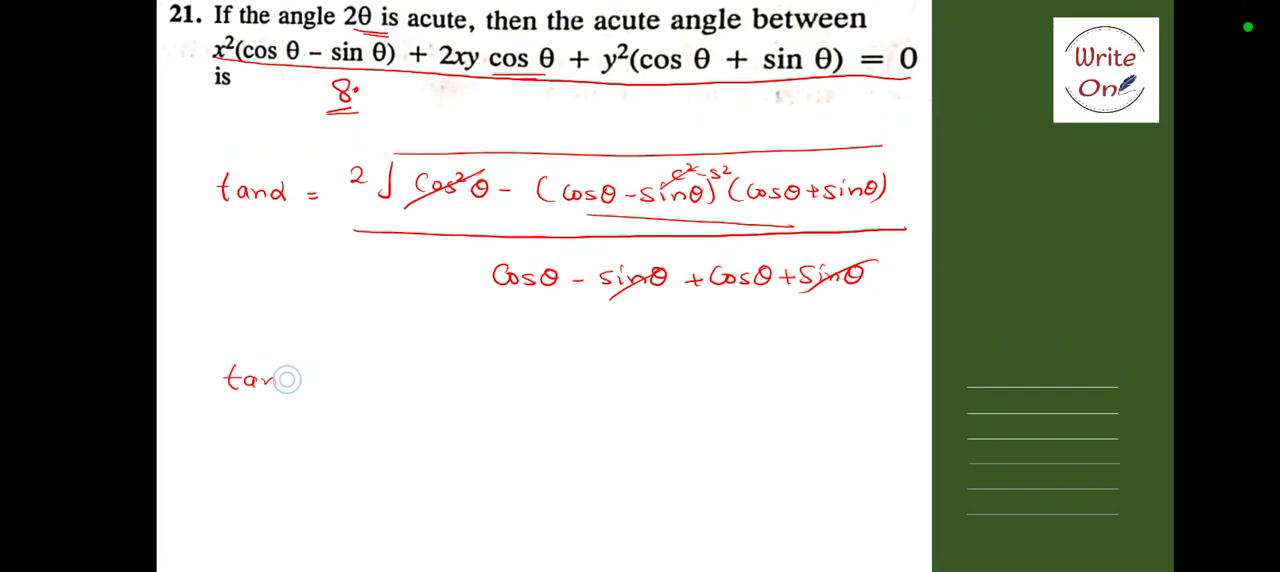 21. If the angle 2θ is acute, then the acute angle between
x²(cos θ – sin θ) + 2xy cos θ + y²(cos θ + sin θ) = 0
is
8.
c²-s²
tanα = 2√cos²θ - (cosθ - sinθ) (cosθ + sinθ)
cosθ - sinθ + cosθ + sinθ
tan
Write
On